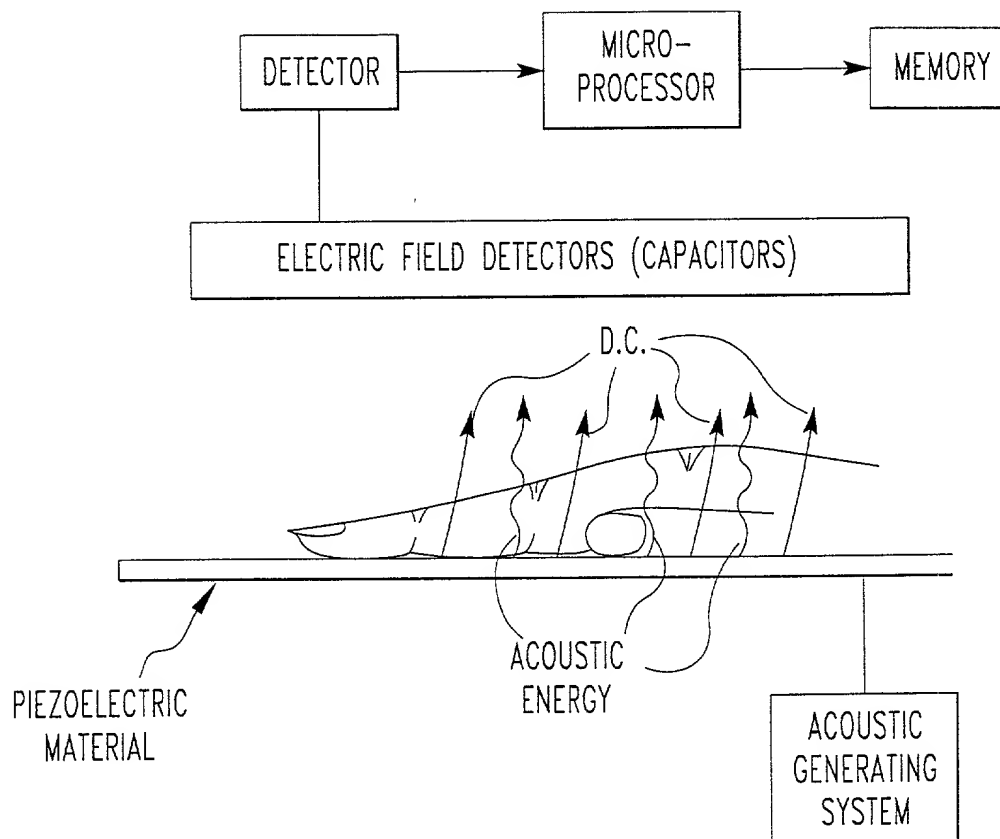 DETECTOR
MICRO-
PROCESSOR
MEMORY
ELECTRIC FIELD DETECTORS (CAPACITORS)
D.C.
ACOUSTIC
ENERGY
PIEZOELECTRIC
MATERIAL
ACOUSTIC
GENERATING
SYSTEM